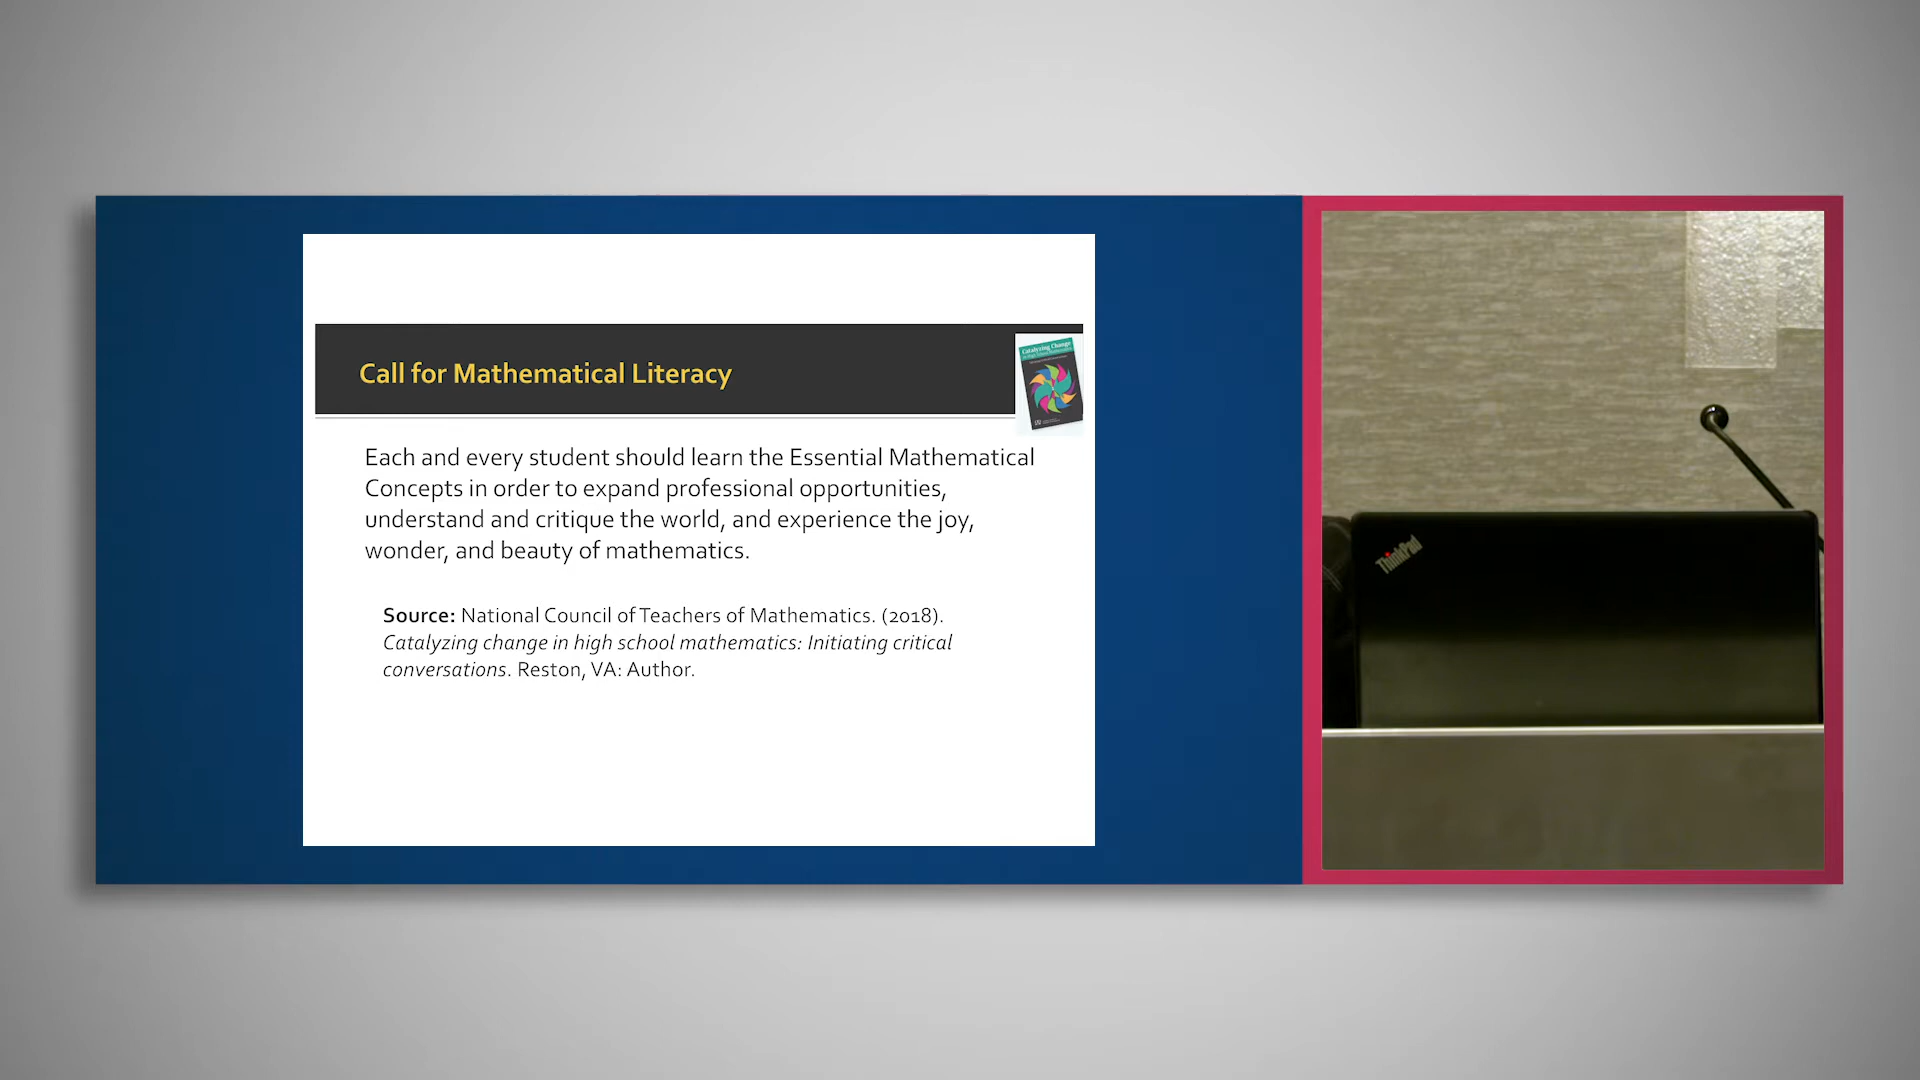 Call for Mathematical Literacy
Catalyzing Change
Each and every student should learn the Essential Mathematical
Concepts in order to expand professional opportunities,
understand and critique the world, and experience the joy,
wonder, and beauty of mathematics.
Source: National Council of Teachers of Mathematics. (2018).
Catalyzing change in high school mathematics: Initiating critical
conversations. Reston, VA: Author.
ThinkPad